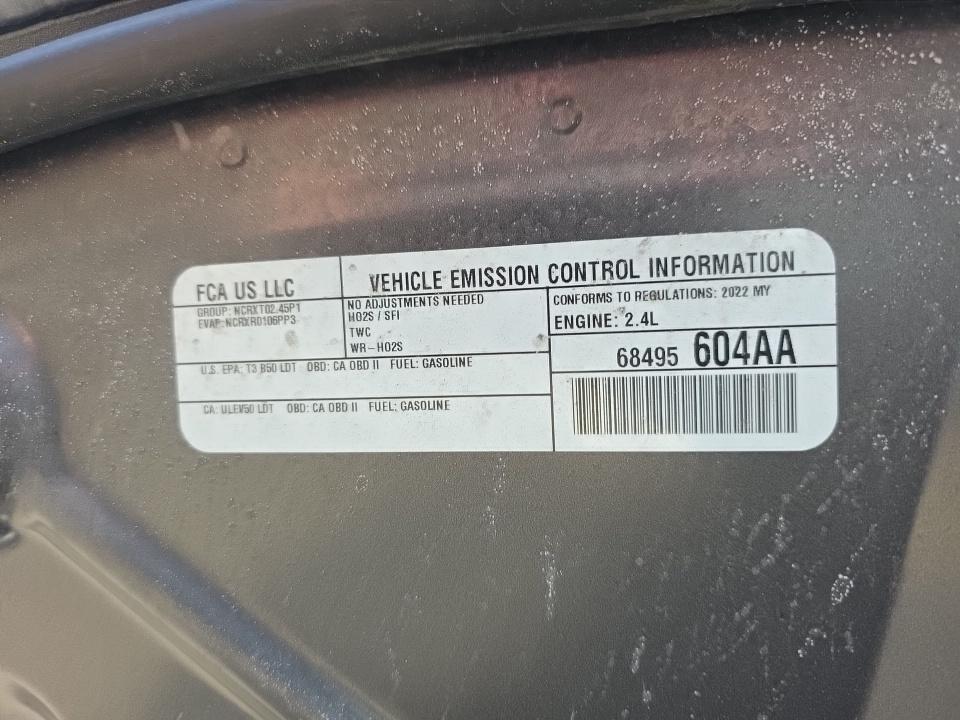 FCA US LLC
VEHICLE EMISSION CONTROL INFORMATION
GROUP: NCRXT02.45P1
EVAP: NCRXR0106PP3
NO ADJUSTMENTS NEEDED
HO2S / SFI
TWC
WR-HO2S
CONFORMS TO REGULATIONS: 2022 MY
ENGINE: 2.4L
68495 604AA
U.S. EPA: T3 B50 LDT OBD: CA OBD II FUEL: GASOLINE
CA: ULEV50 LDT OBD: CA OBD II FUEL: GASOLINE